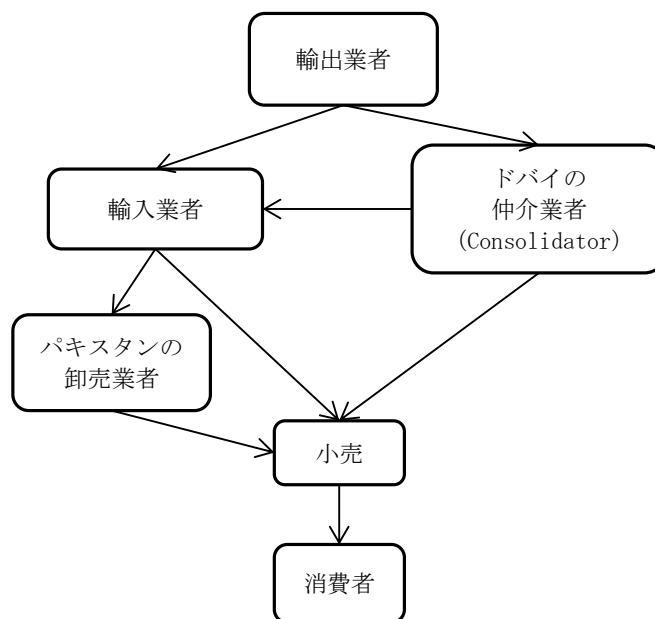 輸出業者
ドバイの
仲介業者
(Consolidator)
輸入業者
パキスタンの
卸売業者
小売
消費者